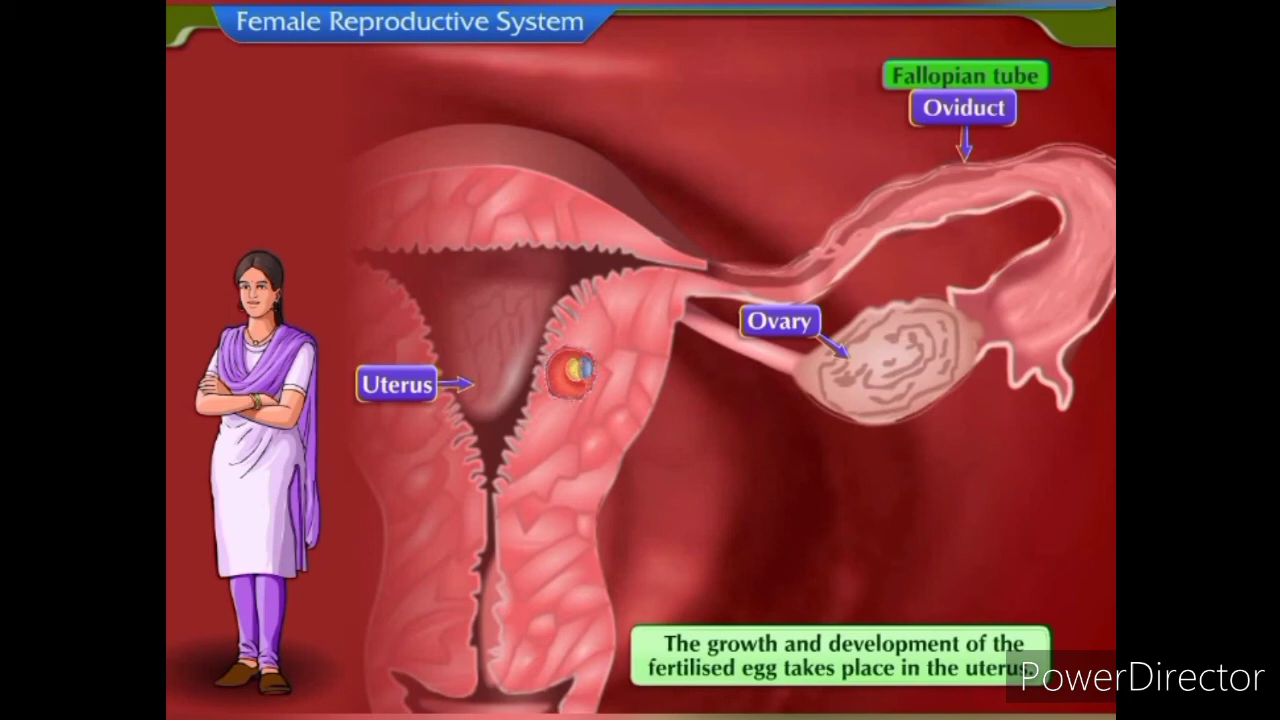 Female Reproductive System
Fallopian tube
Oviduct
Ovary
Uterus
The growth and development of the
fertilised egg takes place in the uterus.
PowerDirector